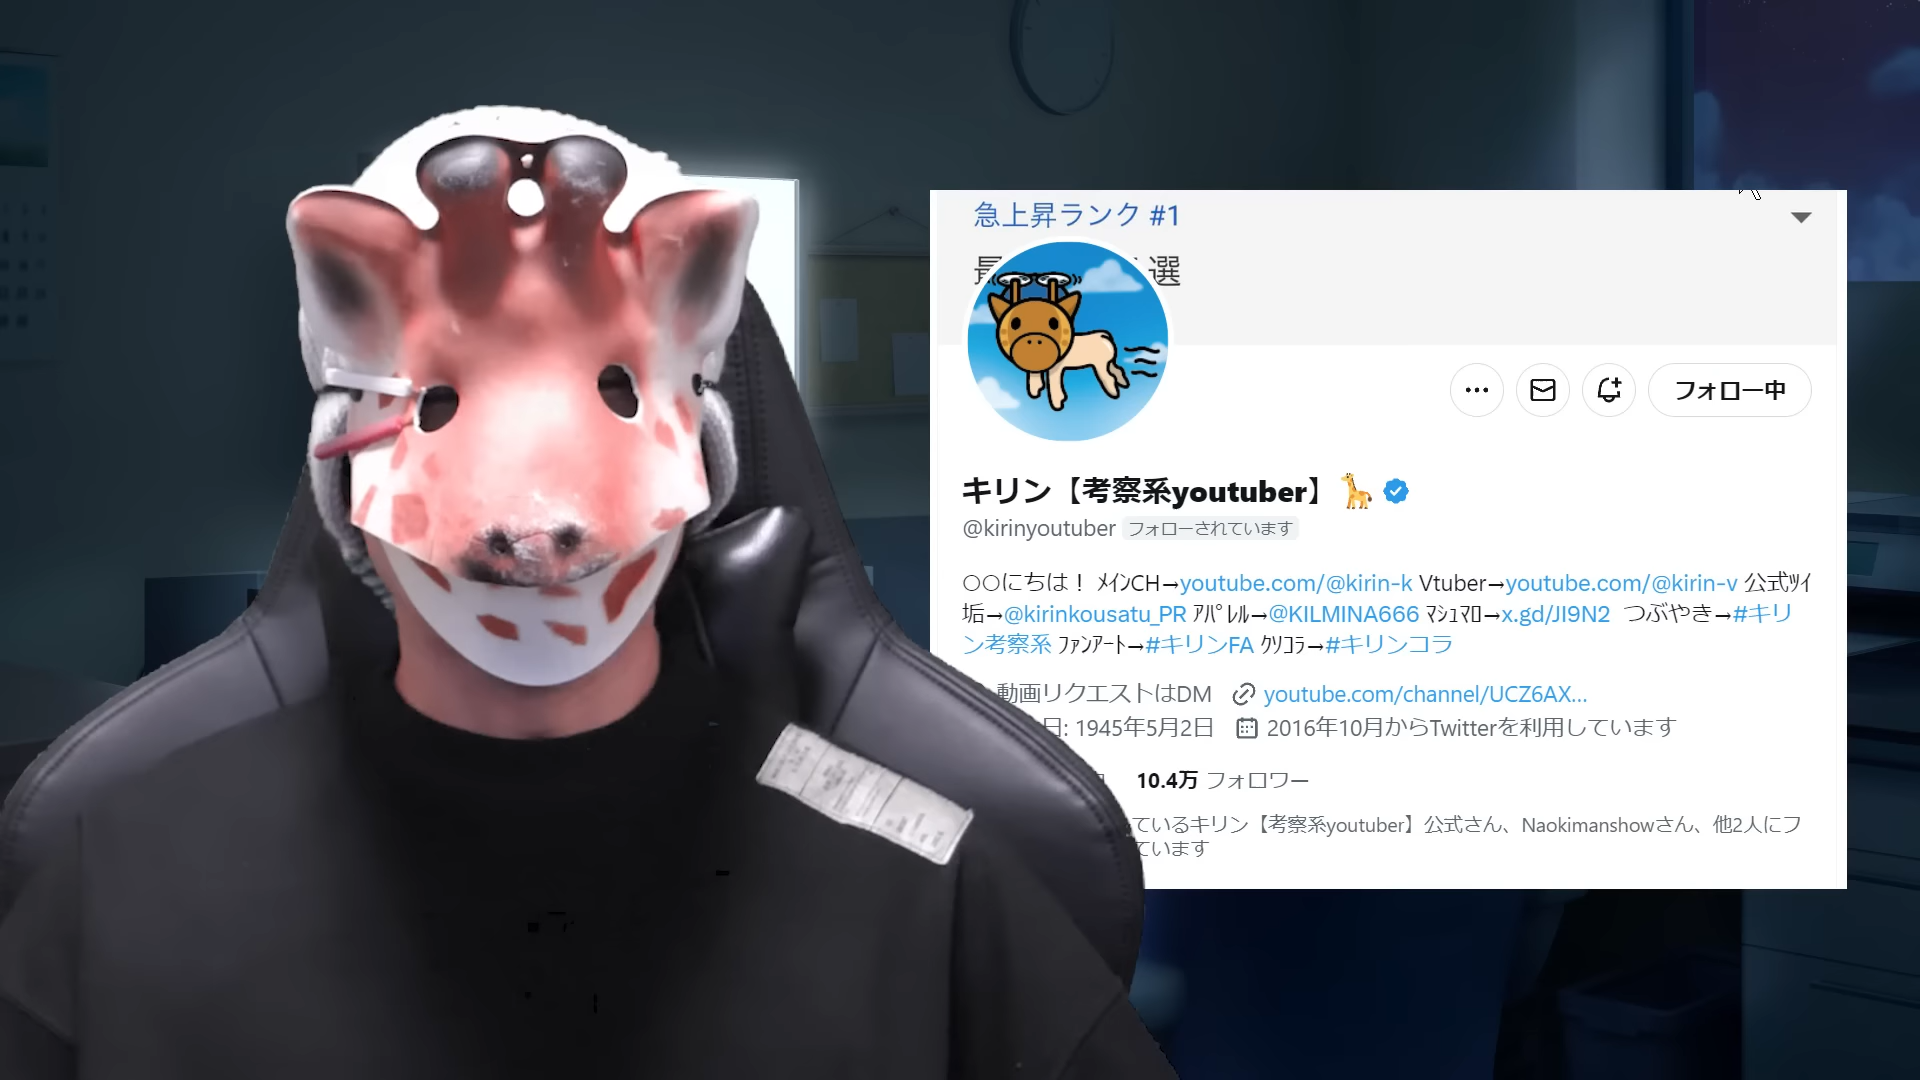 急上昇ランク #1
選
フォロー中
キリン【考察系youtuber】
@kirinyoutuber フォローされています
○○にちは！ ﾒｲﾝCH→youtube.com/@kirin-k Vtuber→youtube.com/@kirin-v 公式ﾂｲ
垢→@kirinkousatu_PR ｱﾊﾟﾚﾙ→@KILMINA666 ﾏｼｭﾏﾛ→x.gd/JI9N2 つぶやき→#キリ
ン考察系 ﾌｧﾝｱｰﾄ→#キリンFA ｸｿｺﾗ→#キリンコラ
動画リクエストはDM youtube.com/channel/UCZ6AX...
日: 1945年5月2日 2016年10月からTwitterを利用しています
10.4万 フォロワー
ているキリン【考察系youtuber】公式さん、Naokimanshowさん、他2人にフ
ています